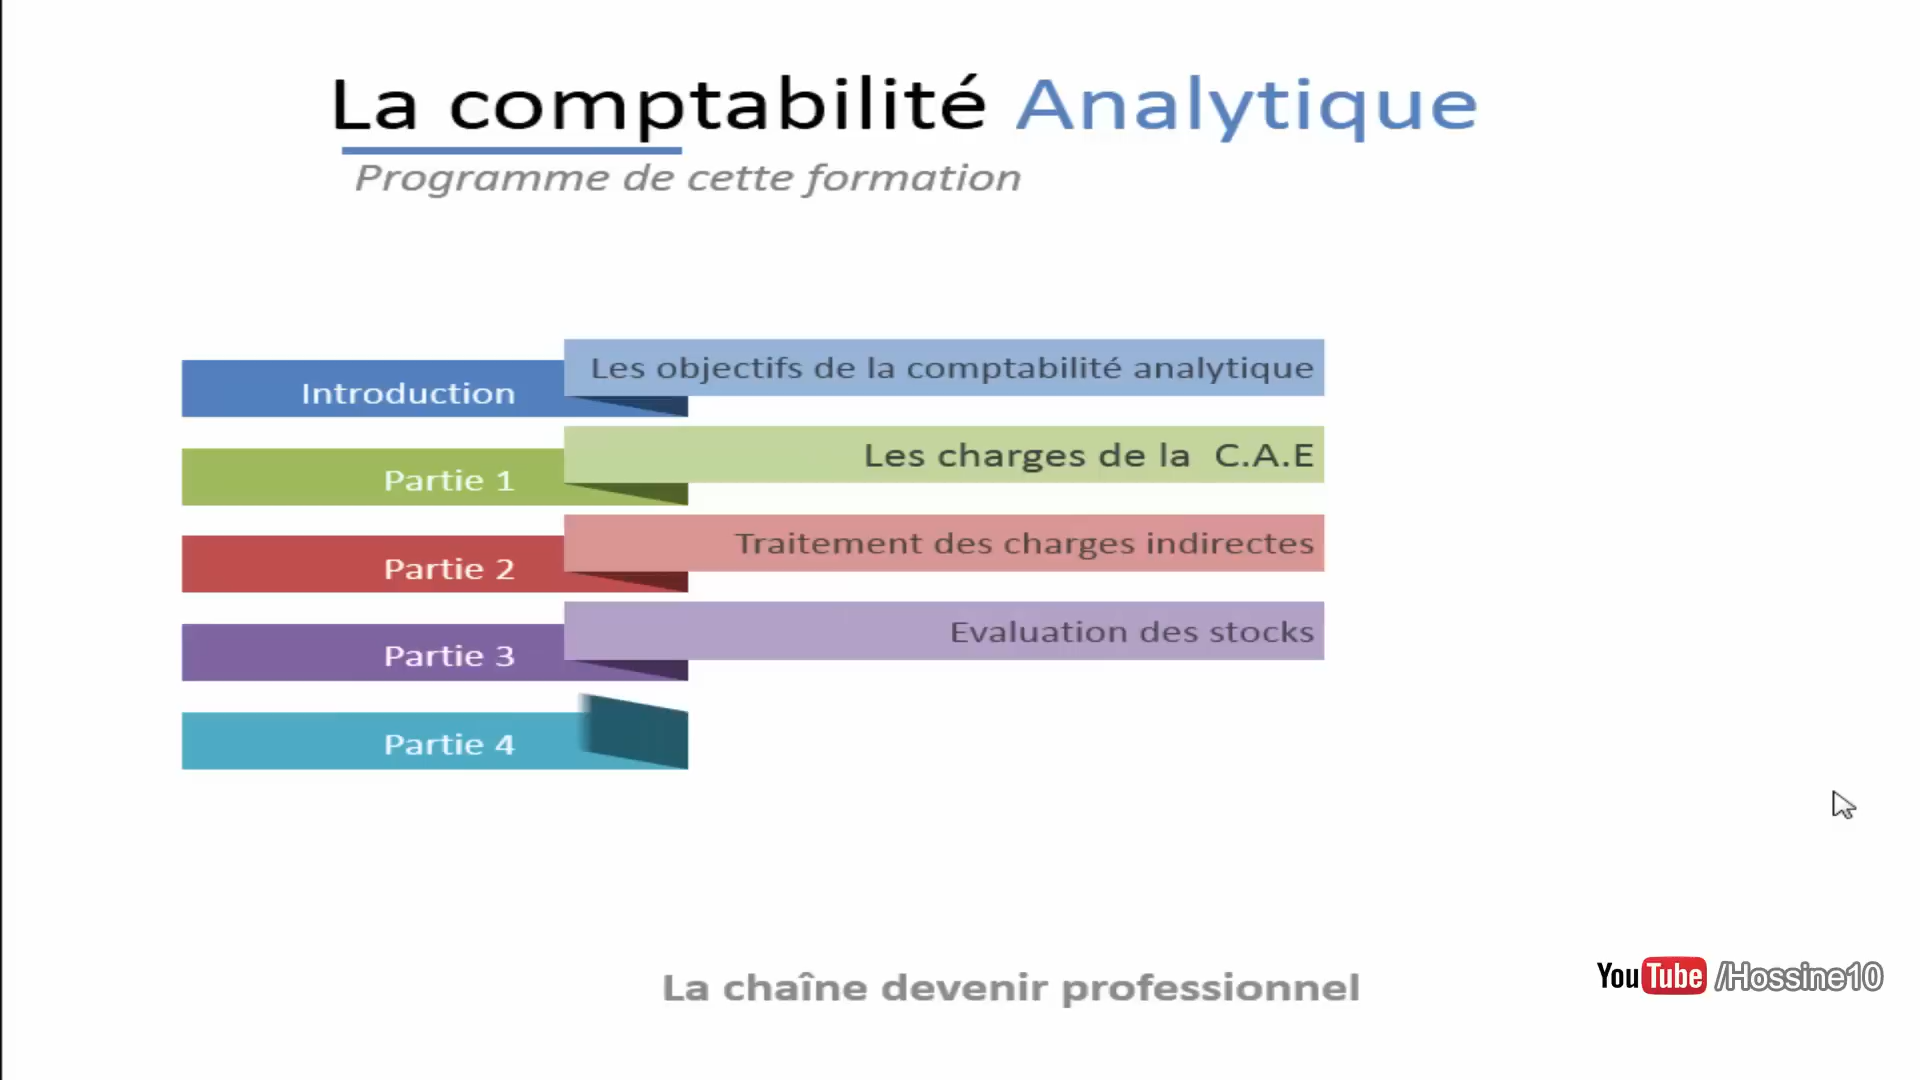 La comptabilité Analytique
Programme de cette formation
Introduction
Les objectifs de la comptabilité analytique
Partie 1
Les charges de la C.A.E
Partie 2
Traitement des charges indirectes
Partie 3
Evaluation des stocks
Partie 4
La chaîne devenir professionnel
YouTube /Hossine10